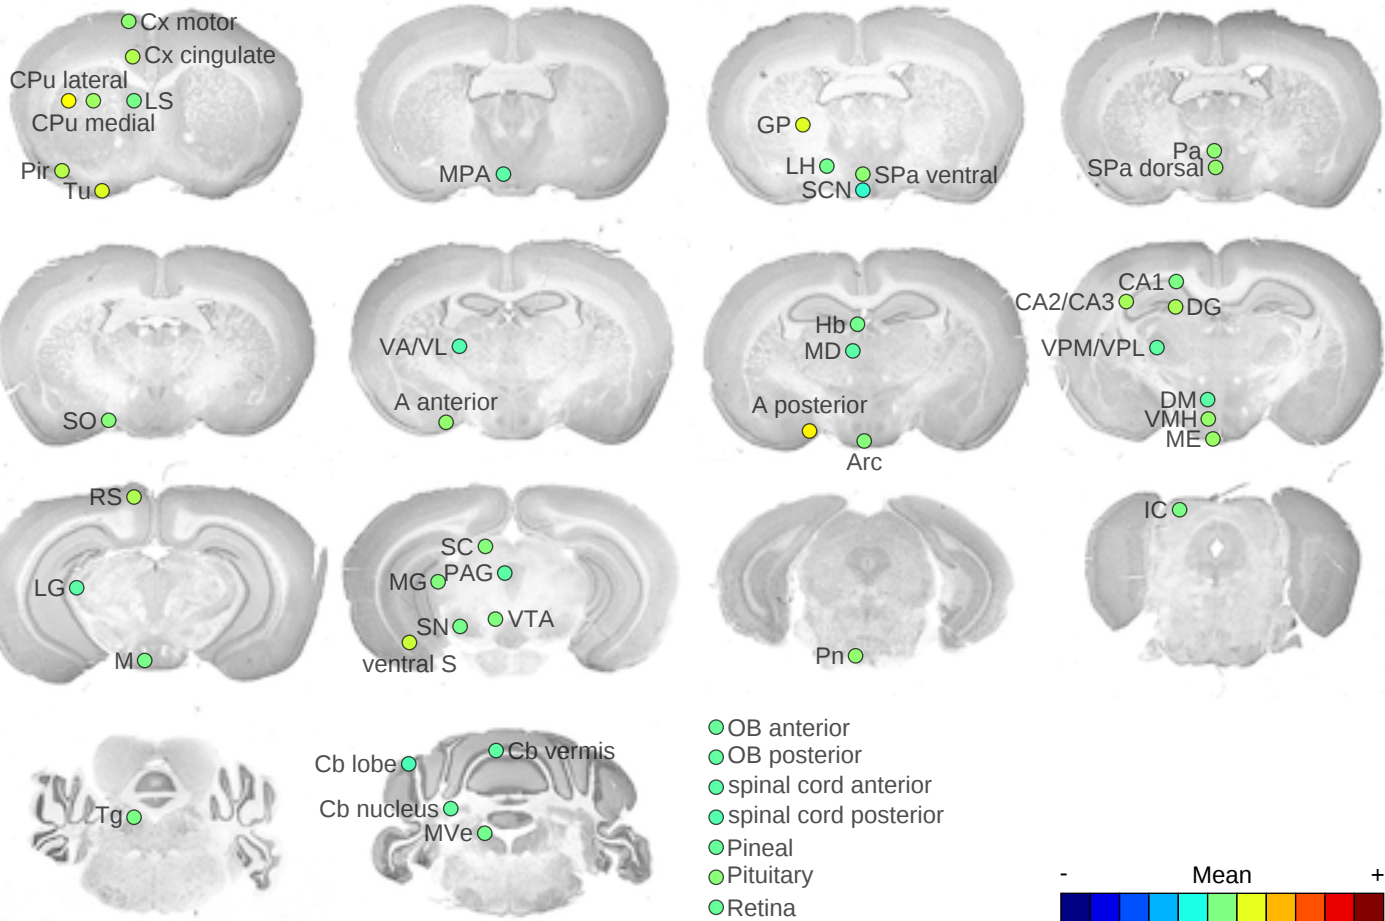 Cx motor
Cx cingulate
CPu lateral
LS
CPu medial
Pir
Tu
MPA
GP
LH
SPa ventral
SCN
Pa
SPa dorsal
SO
VA/VL
A anterior
Hb
MD
A posterior
Arc
CA1
CA2/CA3
DG
VPM/VPL
DM
VMH
ME
RS
LG
M
SC
PAG
MG
VTA
SN
ventral S
Pn
IC
Tg
Cb vermis
Cb lobe
Cb nucleus
MVe
OB anterior
OB posterior
spinal cord anterior
spinal cord posterior
Pineal
Pituitary
Retina
- Mean +